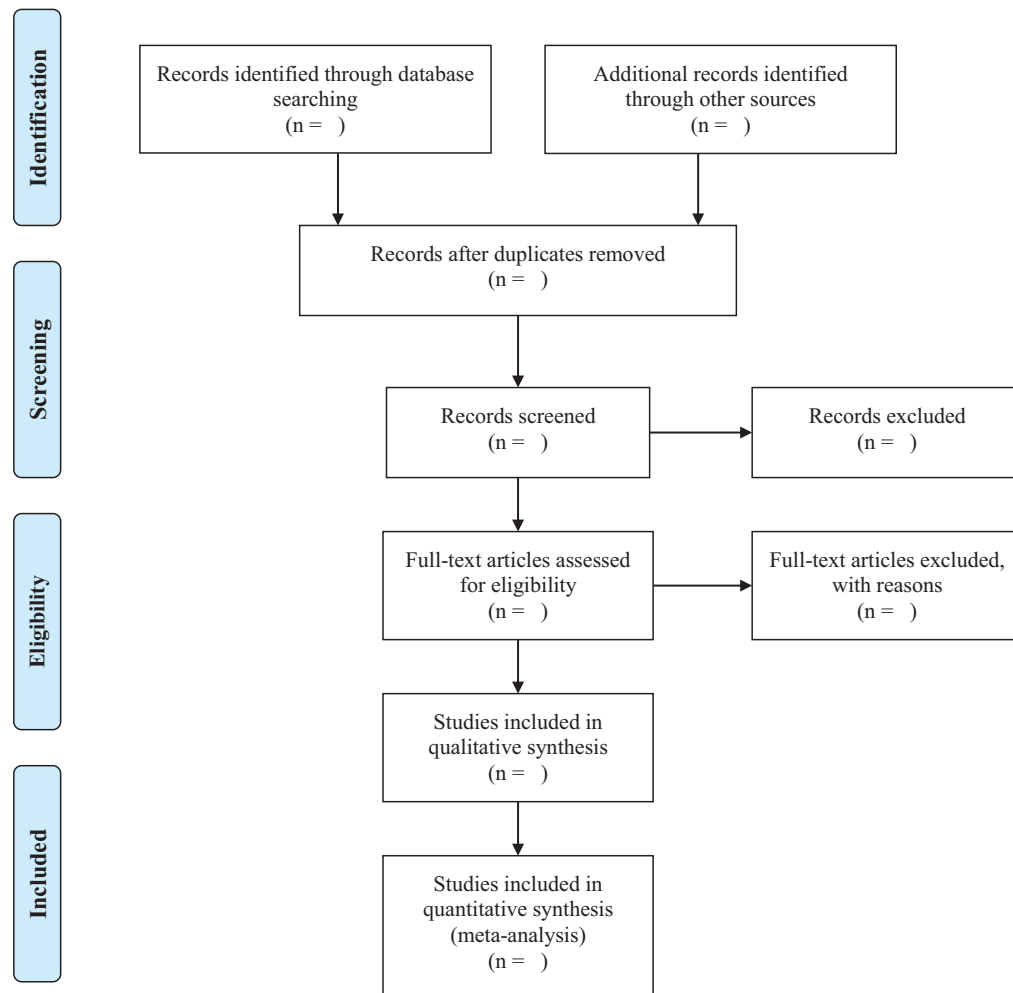 Identification
Records identified through database
searching
(n =   )
Additional records identified
through other sources
(n =   )
Records after duplicates removed
(n =   )
Screening
Records screened
(n =   )
Records excluded
(n =   )
Eligibility
Full-text articles assessed
for eligibility
(n =   )
Full-text articles excluded,
with reasons
(n =   )
Studies included in
qualitative synthesis
(n =   )
Included
Studies included in
quantitative synthesis
(meta-analysis)
(n =   )